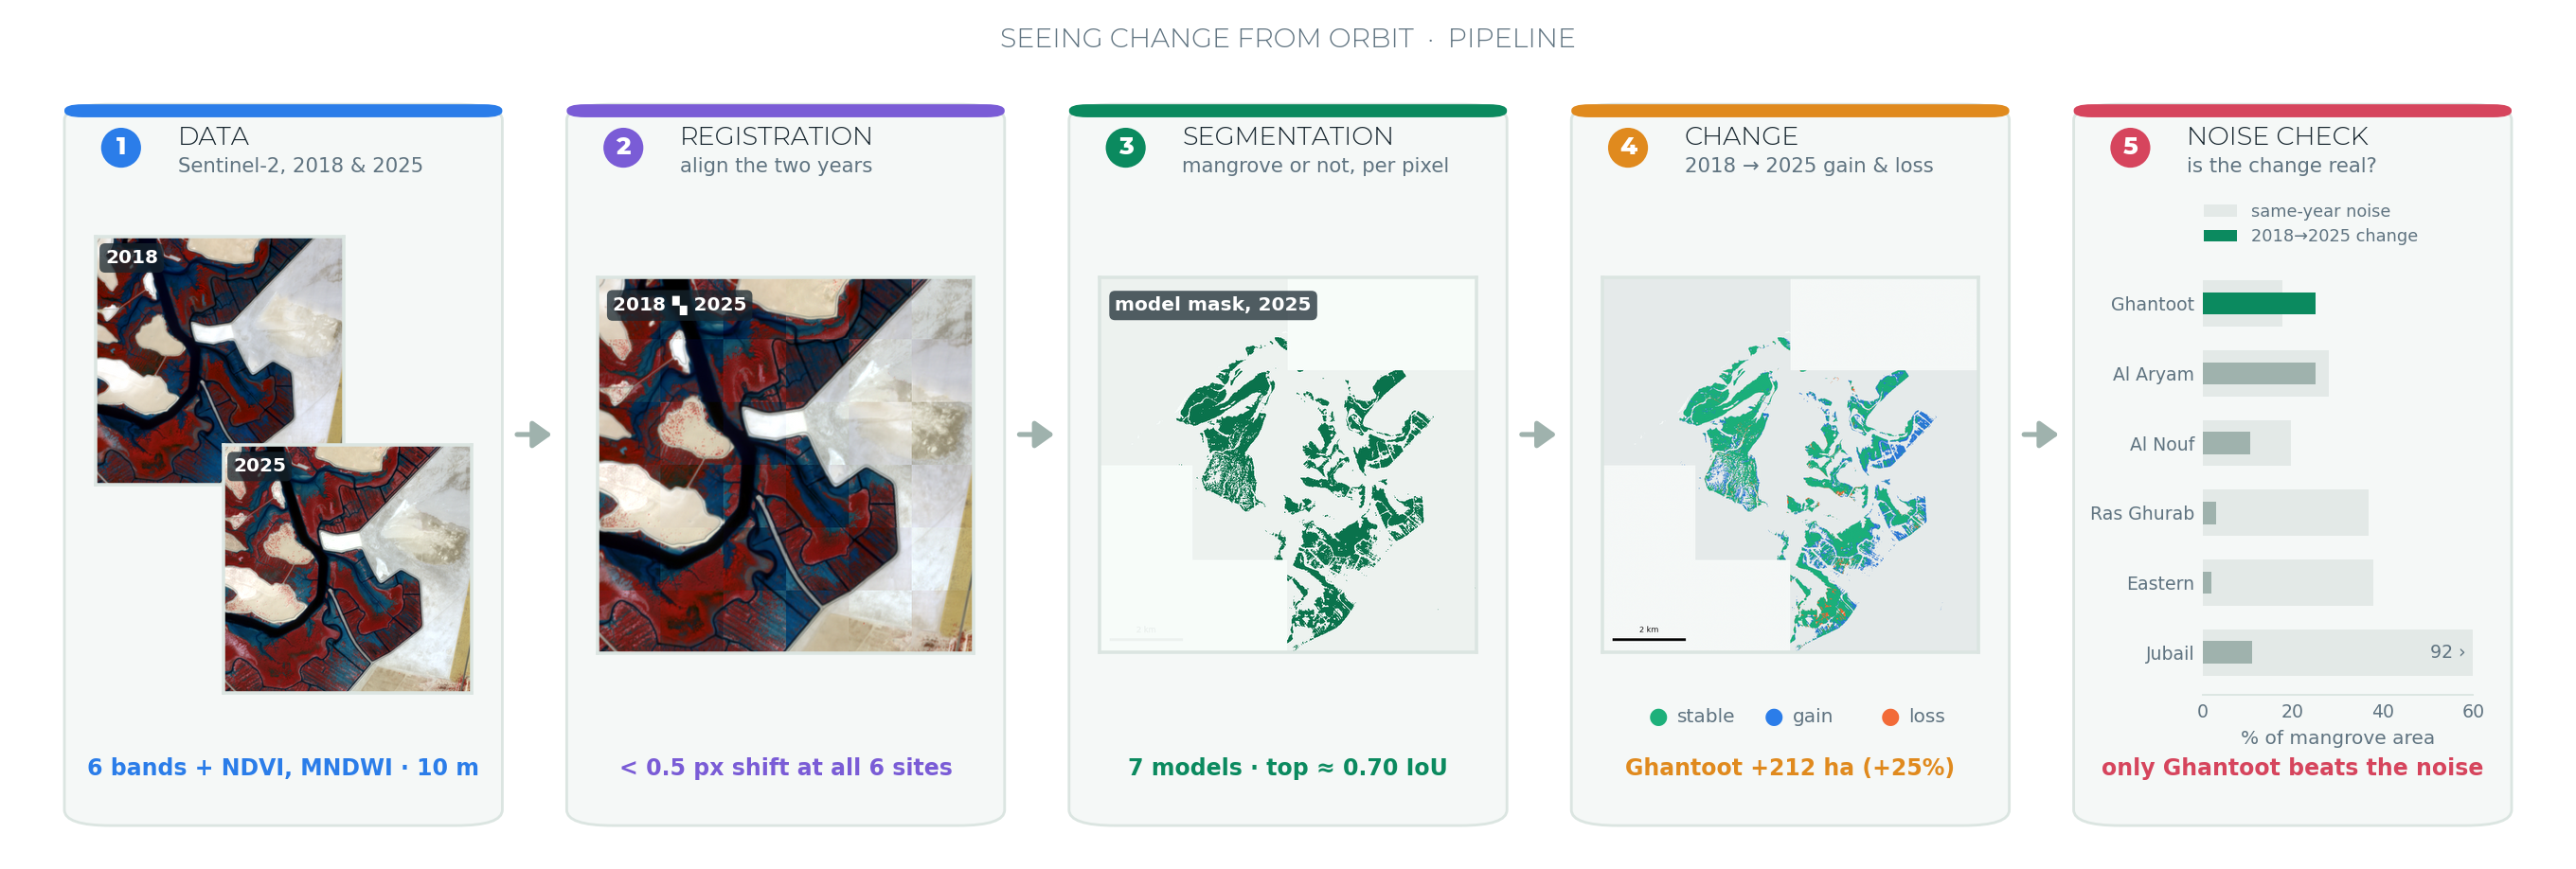 SEEING CHANGE FROM ORBIT · PIPELINE
1
DATA
Sentinel-2, 2018 & 2025
2018
2025
6 bands + NDVI, MNDWI · 10 m
2
REGISTRATION
align the two years
2018 ▚ 2025
< 0.5 px shift at all 6 sites
3
SEGMENTATION
mangrove or not, per pixel
model mask, 2025
2 km
7 models · top ≈ 0.70 IoU
4
CHANGE
2018 → 2025 gain & loss
2 km
stable
gain
loss
Ghantoot +212 ha (+25%)
5
NOISE CHECK
is the change real?
same-year noise
2018→2025 change
Ghantoot
Al Aryam
Al Nouf
Ras Ghurab
Eastern
Jubail
92 ›
0 20 40 60
% of mangrove area
only Ghantoot beats the noise